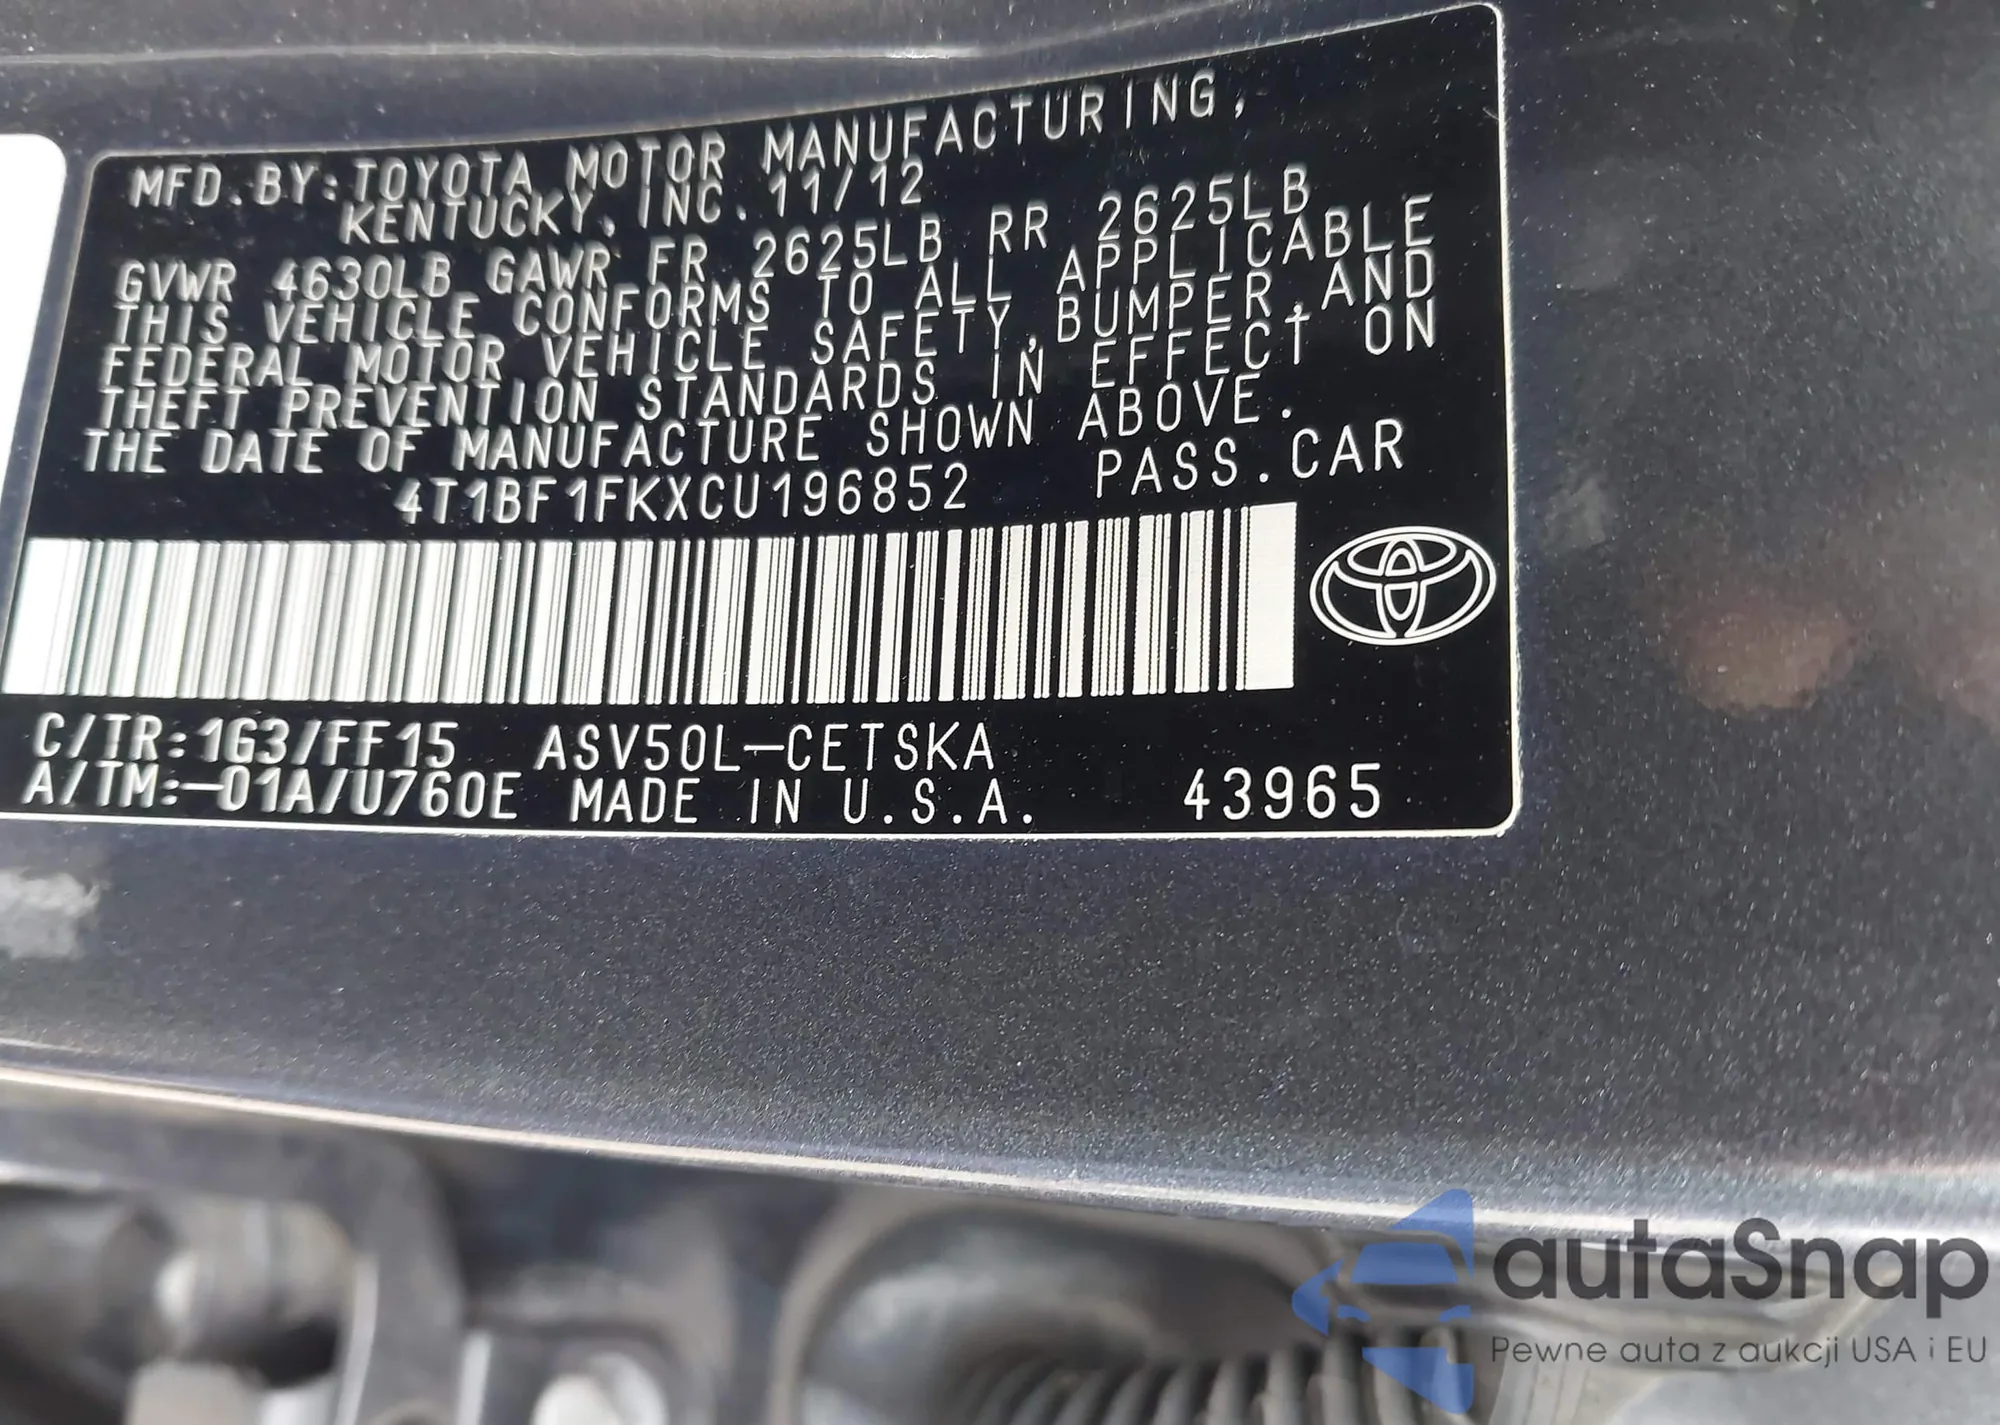 MFD.BY:TOYOTA MOTOR MANUFACTURING,
KENTUCKY, INC. 11/12
GVWR 4630LB GAWR FR 2625LB RR 2625LB
THIS VEHICLE CONFORMS TO ALL APPLICABLE
FEDERAL MOTOR VEHICLE SAFETY,BUMPER,AND
THEFT PREVENTION STANDARDS IN EFFECT ON
THE DATE OF MANUFACTURE SHOWN ABOVE.
4T1BF1FKXCU196852 PASS.CAR
C/TR:1G3/FF15 ASV50L-CETSKA
A/TM:-01A/U760E MADE IN U.S.A. 43965
autaSnap
Pewne auta z aukcji USA i EU